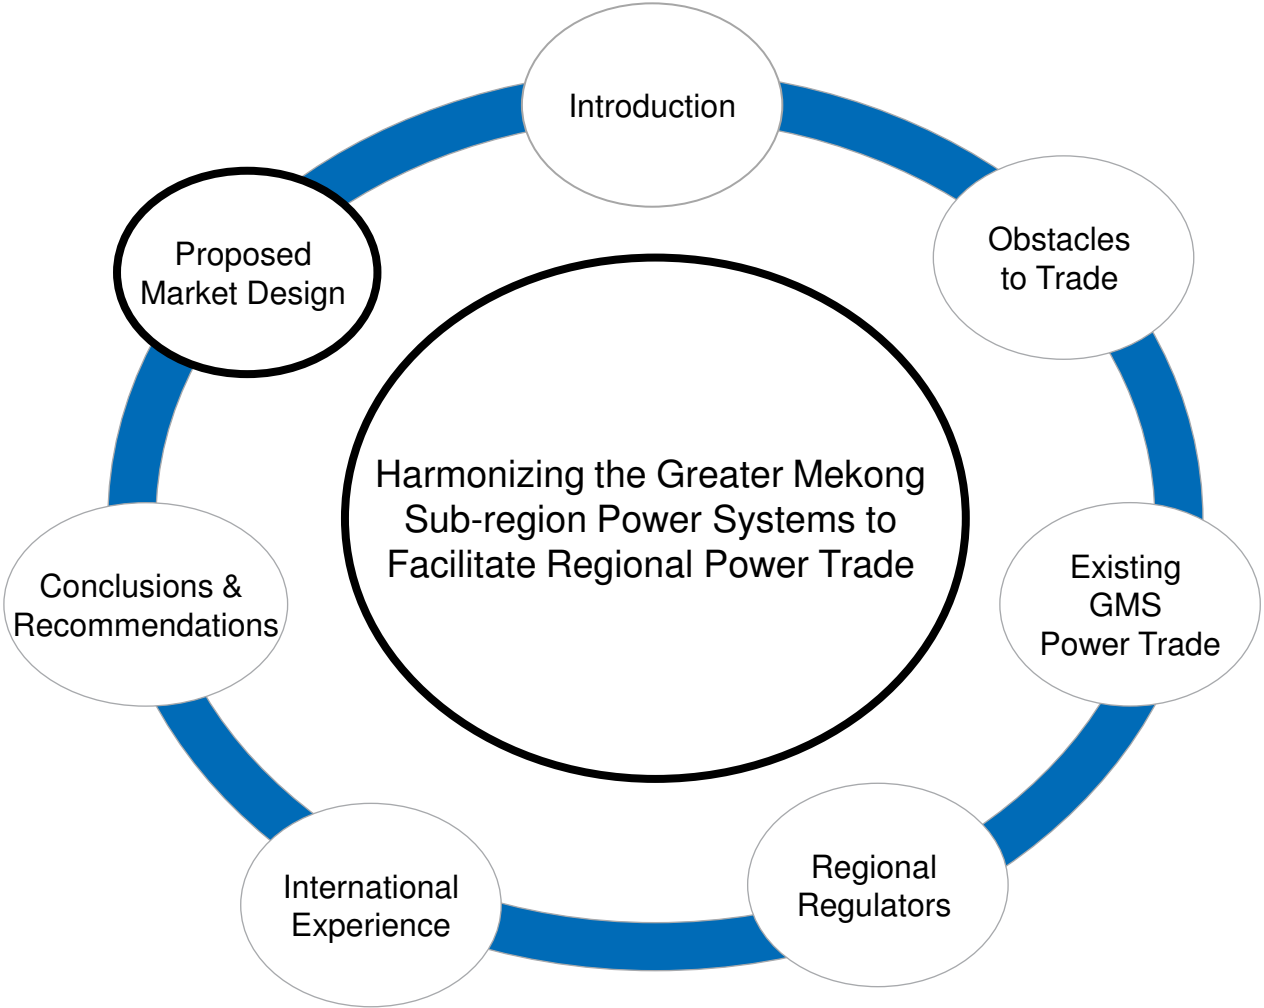 Introduction
Obstacles
to Trade
Existing
GMS
Power Trade
Regional
Regulators
International
Experience
Conclusions &
Recommendations
Proposed
Market Design
Harmonizing the Greater Mekong
Sub-region Power Systems to
Facilitate Regional Power Trade